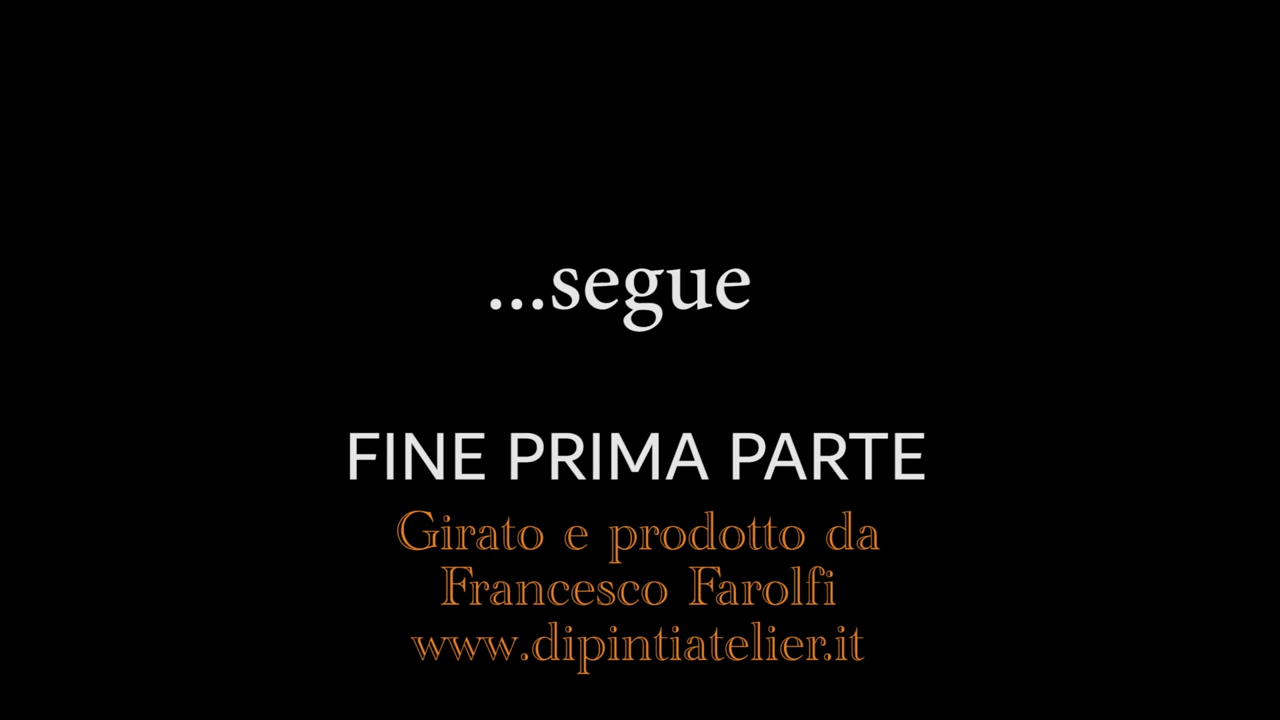 ...segue
FINE PRIMA PARTE
Girato e prodotto da
Francesco Farolfi
www.dipintiatelier.it